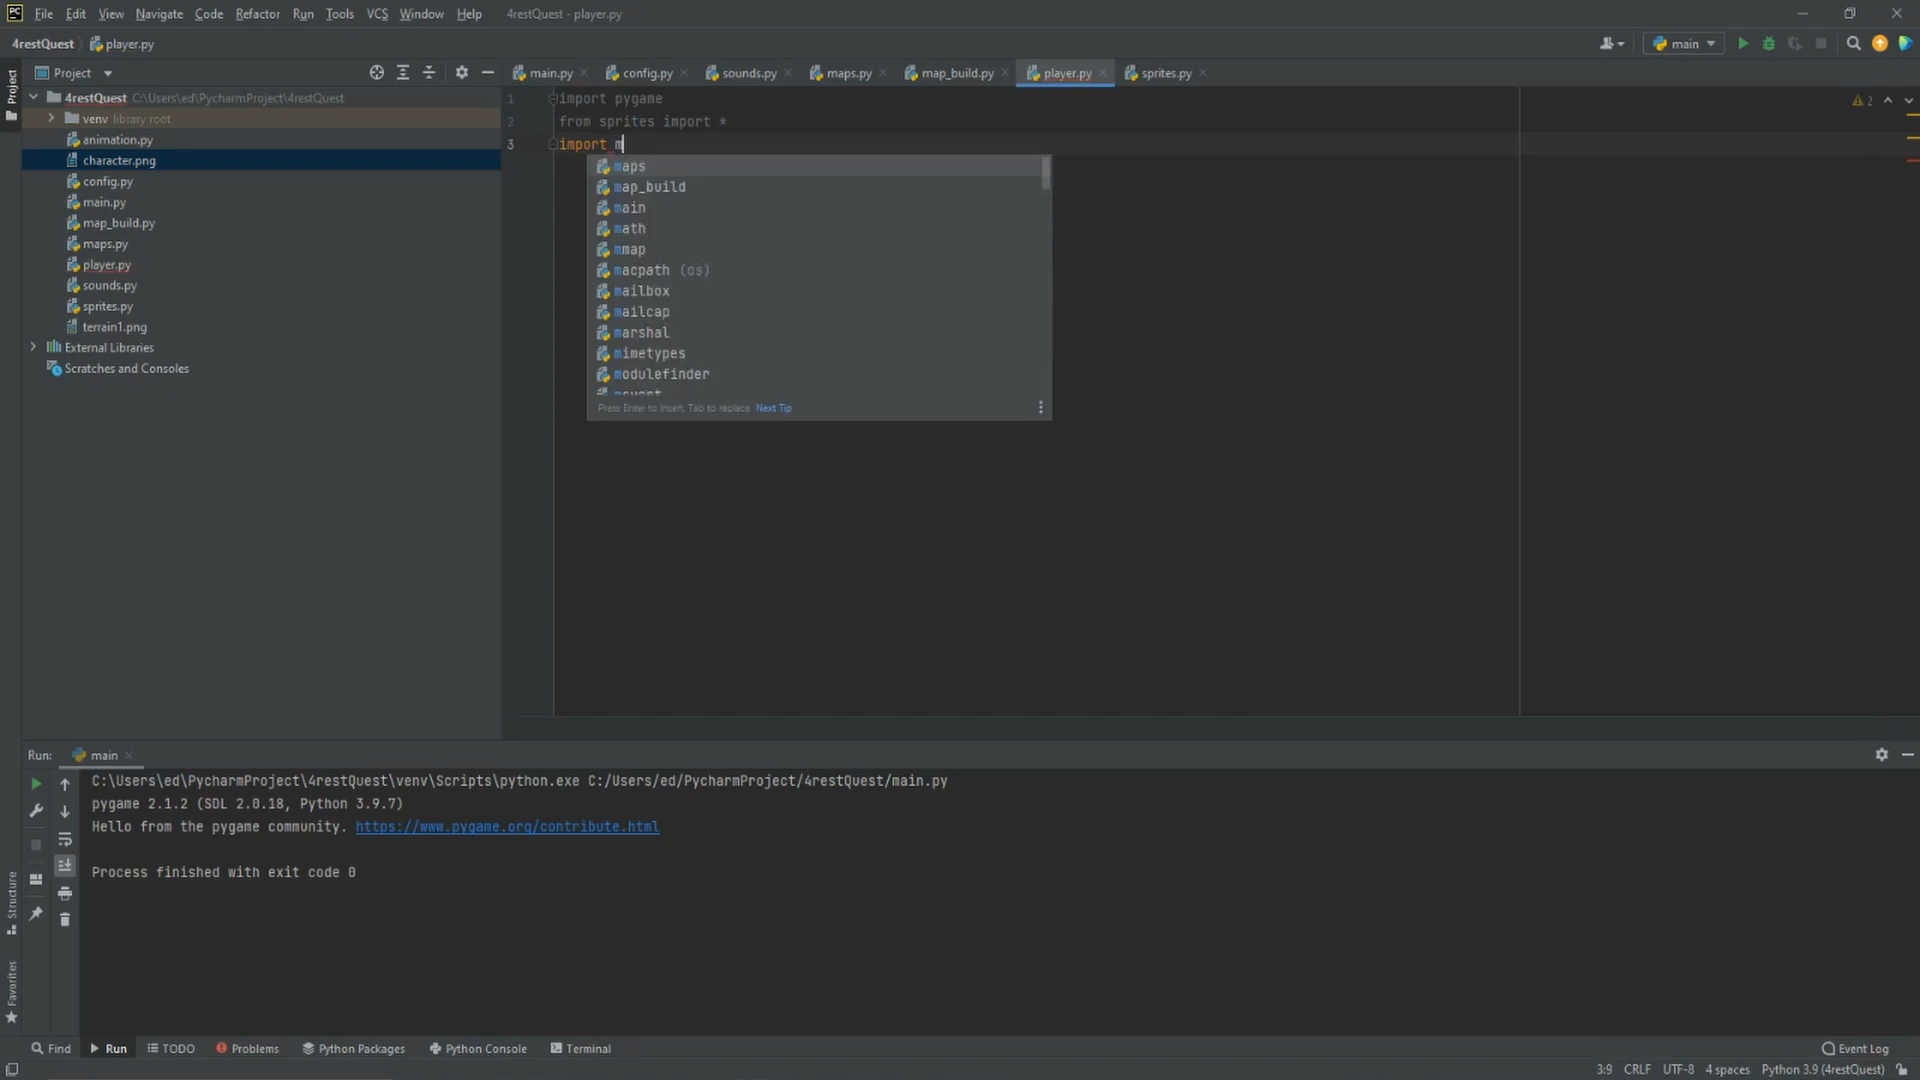 PC File Edit View Navigate Code Refactor Run Tools VCS Window Help 4restQuest - player.py
4restQuest player.py main
Project main.py config.py sounds.py maps.py map_build.py player.py sprites.py
Project
4restQuest C:\Users\ed\PycharmProject\4restQuest
venv library root
animation.py
character.png
config.py
main.py
map_build.py
maps.py
player.py
sounds.py
sprites.py
terrain1.png
External Libraries
Scratches and Consoles
1 import pygame
2
2 from sprites import *
3 import m
maps
map_build
main
math
mmap
macpath (os)
mailbox
mailcap
marshal
mimetypes
modulefinder
Press Enter to insert, Tab to replace Next Tip
Run: main
C:\Users\ed\PycharmProject\4restQuest\venv\Scripts\python.exe C:/Users/ed/PycharmProject/4restQuest/main.py
pygame 2.1.2 (SDL 2.0.18, Python 3.9.7)
Hello from the pygame community. https://www.pygame.org/contribute.html
Process finished with exit code 0
Structure
Favorites
Find Run TODO Problems Python Packages Python Console Terminal Event Log
3:9 CRLF UTF-8 4 spaces Python 3.9 (4restQuest)